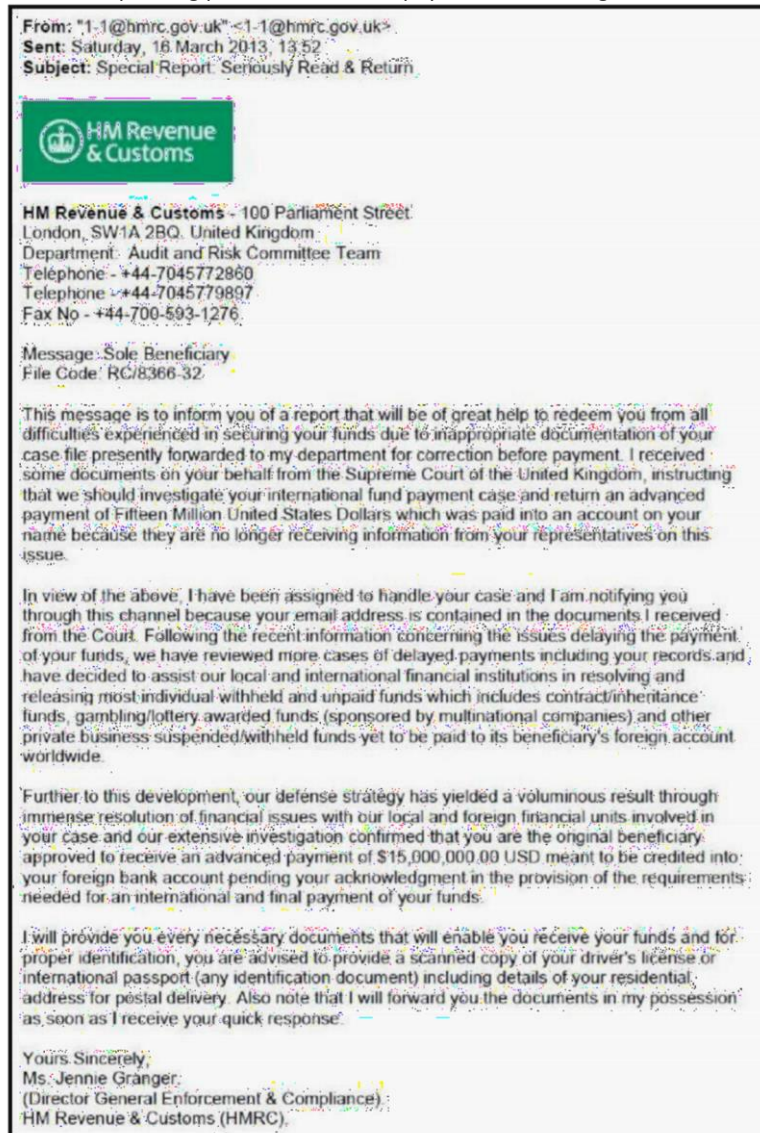 From: "1-1@hmrc.gov.uk" <1-1@hmrc.gov.uk>
Sent: Saturday, 16 March 2013, 13:52
Subject: Special Report: Seriously Read & Return
HM Revenue
& Customs
HM Revenue & Customs - 100 Parliament Street
London, SW1A 2BQ. United Kingdom
Department: Audit and Risk Committee Team
Telephone - +44-7045772860
Telephone - +44-7045779897
Fax No - +44-700-593-1276
Message: Sole Beneficiary
File Code: RC/8366-32
This message is to inform you of a report that will be of great help to redeem you from all
difficulties experienced in securing your funds due to inappropriate documentation of your
case file presently forwarded to my department for correction before payment. I received
some documents on your behalf from the Supreme Court of the United Kingdom, instructing
that we should investigate your international fund payment case and return an advanced
payment of Fifteen Million United States Dollars which was paid into an account on your
name because they are no longer receiving information from your representatives on this
issue.
In view of the above, I have been assigned to handle your case and I am notifying you
through this channel because your email address is contained in the documents I received
from the Court. Following the recent information concerning the issues delaying the payment
of your funds, we have reviewed more cases of delayed payments including your records and
have decided to assist our local and international financial institutions in resolving and
releasing most individual withheld and unpaid funds which includes contract/inheritance
funds, gambling/lottery awarded funds (sponsored by multinational companies) and other
private business suspended/withheld funds yet to be paid to its beneficiary's foreign account
worldwide.
Further to this development, our defense strategy has yielded a voluminous result through
immense resolution of financial issues with our local and foreign financial units involved in
your case and our extensive investigation confirmed that you are the original beneficiary
approved to receive an advanced payment of $15,000,000.00 USD meant to be credited into
your foreign bank account pending your acknowledgment in the provision of the requirements
needed for an international and final payment of your funds.
I will provide you every necessary documents that will enable you receive your funds and for
proper identification, you are advised to provide a scanned copy of your driver's license or
international passport (any identification document) including details of your residential
address for postal delivery. Also note that I will forward you the documents in my possession
as soon as I receive your quick response.
Yours Sincerely,
Ms. Jennie Granger.
(Director General Enforcement & Compliance).
HM Revenue & Customs (HMRC).